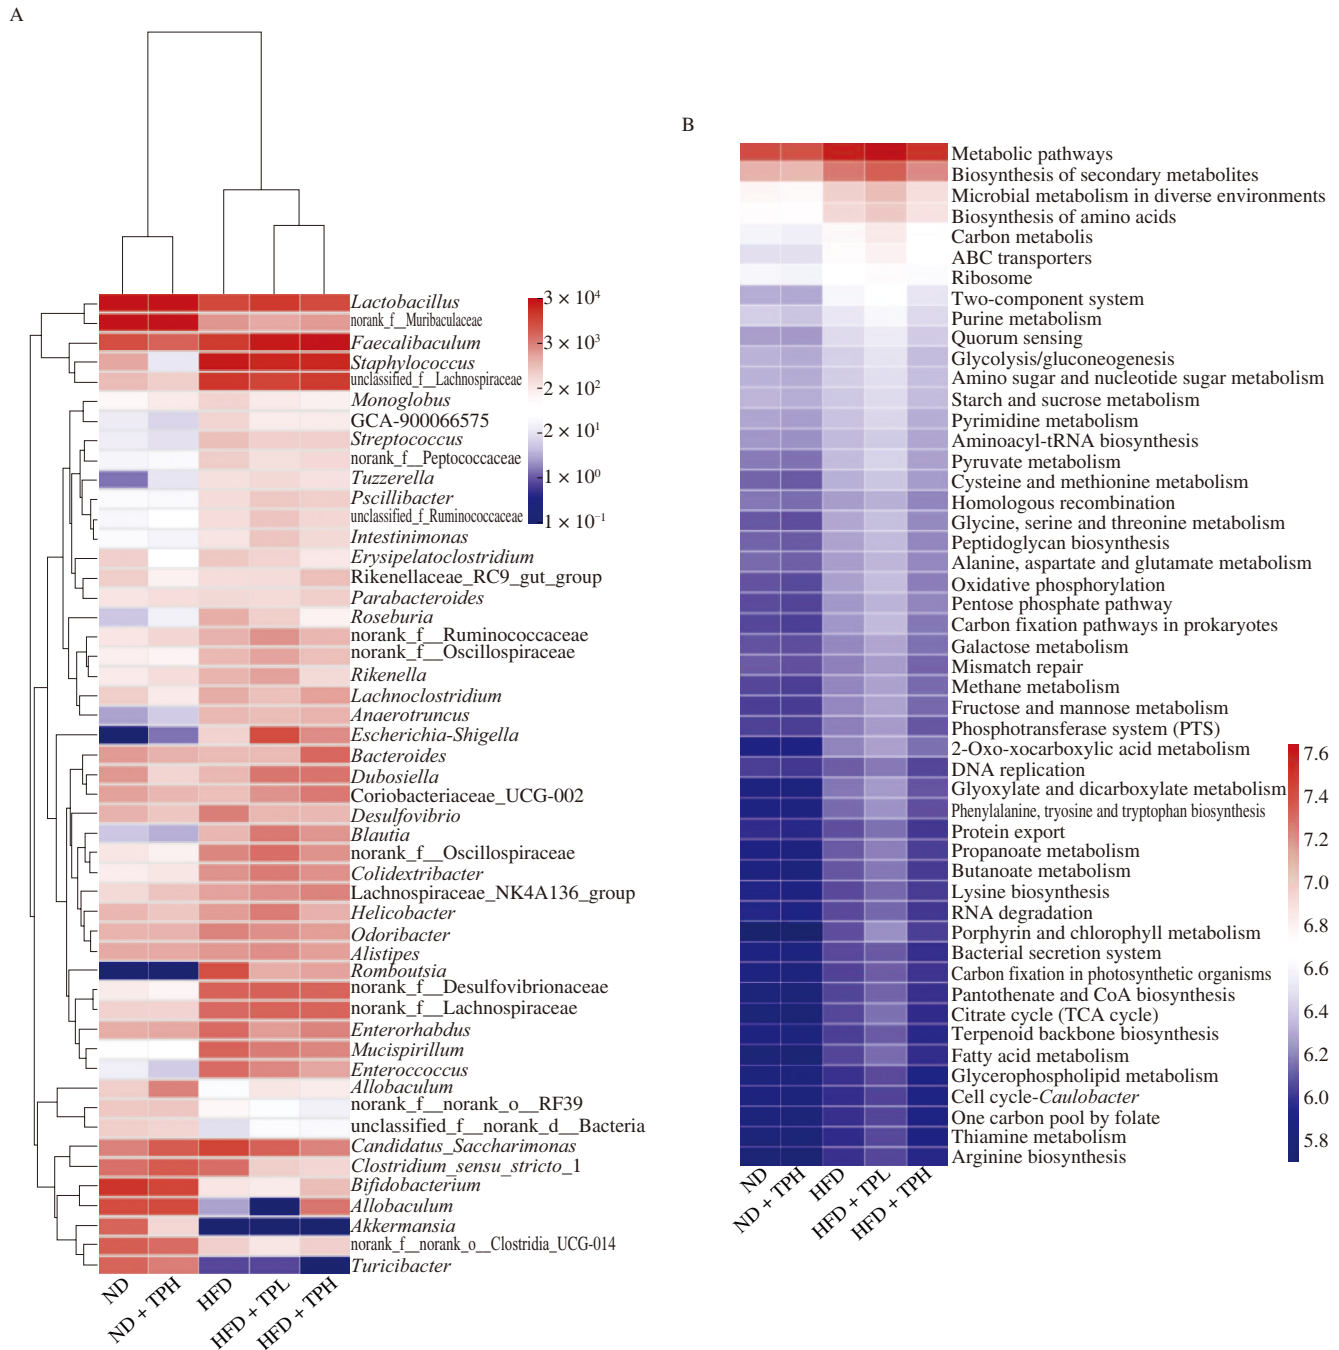 A
Lactobacillus
norank_f__Muribaculaceae
Faecalibaculum
Staphylococcus
unclassified_f__Lachnospiraceae
Monoglobus
GCA-900066575
Streptococcus
norank_f__Peptococcaceae
Tuzzerella
Pscillibacter
unclassified_f_Ruminococcaceae
Intestinimonas
Erysipelatoclostridium
Rikenellaceae_RC9_gut_group
Parabacteroides
Roseburia
norank_f__Ruminococcaceae
norank_f__Oscillospiraceae
Rikenella
Lachnoclostridium
Anaerotruncus
Escherichia-Shigella
Bacteroides
Dubosiella
Coriobacteriaceae_UCG-002
Desulfovibrio
Blautia
norank_f__Oscillospiraceae
Colidextribacter
Lachnospiraceae_NK4A136_group
Helicobacter
Odoribacter
Alistipes
Romboutsia
norank_f__Desulfovibrionaceae
norank_f__Lachnospiraceae
Enterorhabdus
Mucispirillum
Enteroccoccus
Allobaculum
norank_f__norank_o__RF39
unclassified_f__norank_d__Bacteria
Candidatus_Saccharimonas
Clostridium_sensu_stricto_1
Bifidobacterium
Allobaculum
Akkermansia
norank_f__norank_o__Clostridia_UCG-014
Turicibacter
3 × 10⁴
3 × 10³
2 × 10²
2 × 10¹
1 × 10⁰
1 × 10⁻¹
ND
ND + TPH
HFD
HFD + TPL
HFD + TPH
B
Metabolic pathways
Biosynthesis of secondary metabolites
Microbial metabolism in diverse environments
Biosynthesis of amino acids
Carbon metabolis
ABC transporters
Ribosome
Two-component system
Purine metabolism
Quorum sensing
Glycolysis/gluconeogenesis
Amino sugar and nucleotide sugar metabolism
Starch and sucrose metabolism
Pyrimidine metabolism
Aminoacyl-tRNA biosynthesis
Pyruvate metabolism
Cysteine and methionine metabolism
Homologous recombination
Glycine, serine and threonine metabolism
Peptidoglycan biosynthesis
Alanine, aspartate and glutamate metabolism
Oxidative phosphorylation
Pentose phosphate pathway
Carbon fixation pathways in prokaryotes
Galactose metabolism
Mismatch repair
Methane metabolism
Fructose and mannose metabolism
Phosphotransferase system (PTS)
2-Oxo-xocarboxylic acid metabolism
DNA replication
Glyoxylate and dicarboxylate metabolism
Phenylalanine, tryosine and tryptophan biosynthesis
Protein export
Propanoate metabolism
Butanoate metabolism
Lysine biosynthesis
RNA degradation
Porphyrin and chlorophyll metabolism
Bacterial secretion system
Carbon fixation in photosynthetic organisms
Pantothenate and CoA biosynthesis
Citrate cycle (TCA cycle)
Terpenoid backbone biosynthesis
Fatty acid metabolism
Glycerophospholipid metabolism
Cell cycle-Caulobacter
One carbon pool by folate
Thiamine metabolism
Arginine biosynthesis
7.6
7.4
7.2
7.0
6.8
6.6
6.4
6.2
6.0
5.8
ND
ND + TPH
HFD
HFD + TPL
HFD + TPH